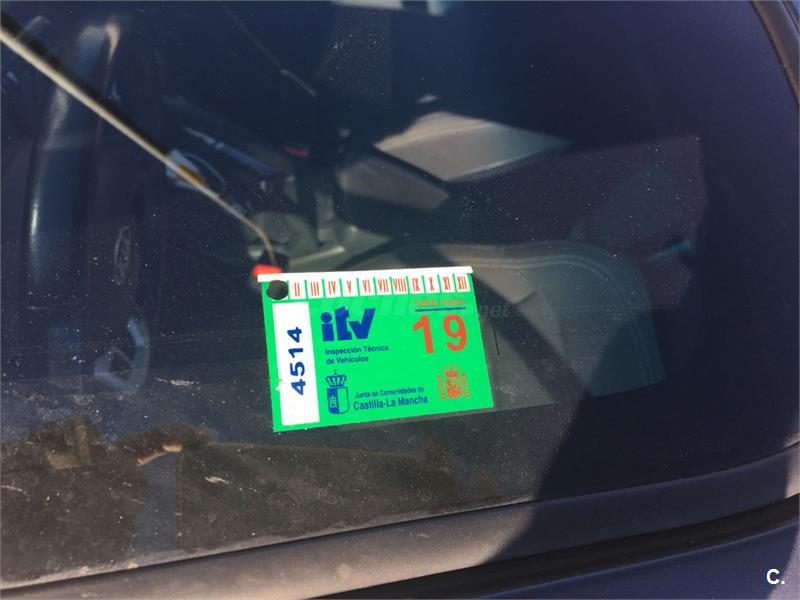 II III IV V VI VII VIII IX X XI XII
19
itv
Inspección Técnica
de Vehículos
4514
Junta de Comunidades de
Castilla-La Mancha
C.